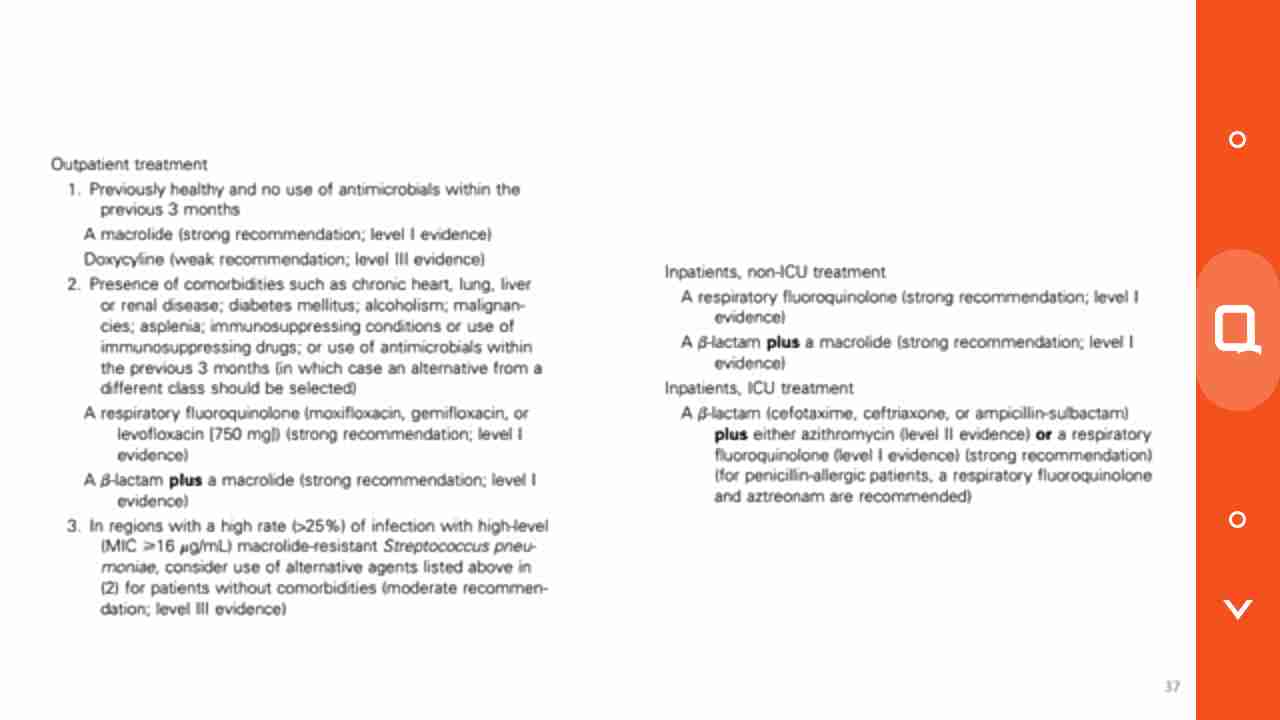 Outpatient treatment
1. Previously healthy and no use of antimicrobials within the
previous 3 months
A macrolide (strong recommendation; level I evidence)
Doxycyline (weak recommendation; level III evidence)
2. Presence of comorbidities such as chronic heart, lung, liver
or renal disease; diabetes mellitus; alcoholism; malignan-
cies; asplenia; immunosuppressing conditions or use of
immunosuppressing drugs; or use of antimicrobials within
the previous 3 months (in which case an alternative from a
different class should be selected)
A respiratory fluoroquinolone (moxifloxacin, gemifloxacin, or
levofloxacin [750 mg]) (strong recommendation; level I
evidence)
A β-lactam plus a macrolide (strong recommendation; level I
evidence)
3. In regions with a high rate (>25%) of infection with high-level
(MIC ⩾16 μg/mL) macrolide-resistant Streptococcus pneu-
moniae, consider use of alternative agents listed above in
(2) for patients without comorbidities (moderate recommen-
dation; level III evidence)
Inpatients, non-ICU treatment
A respiratory fluoroquinolone (strong recommendation; level I
evidence)
A β-lactam plus a macrolide (strong recommendation; level I
evidence)
Inpatients, ICU treatment
A β-lactam (cefotaxime, ceftriaxone, or ampicillin-sulbactam)
plus either azithromycin (level II evidence) or a respiratory
fluoroquinolone (level I evidence) (strong recommendation)
(for penicillin-allergic patients, a respiratory fluoroquinolone
and aztreonam are recommended)
37